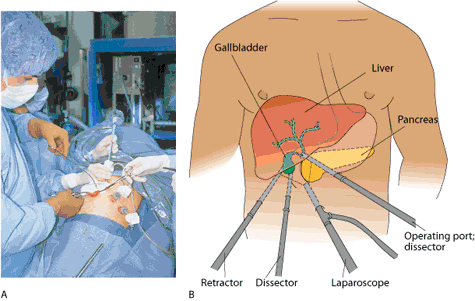 Gallbladder
Liver
Pancreas
Operating port;
dissector
Retractor
Dissector
Laparoscope
A
B